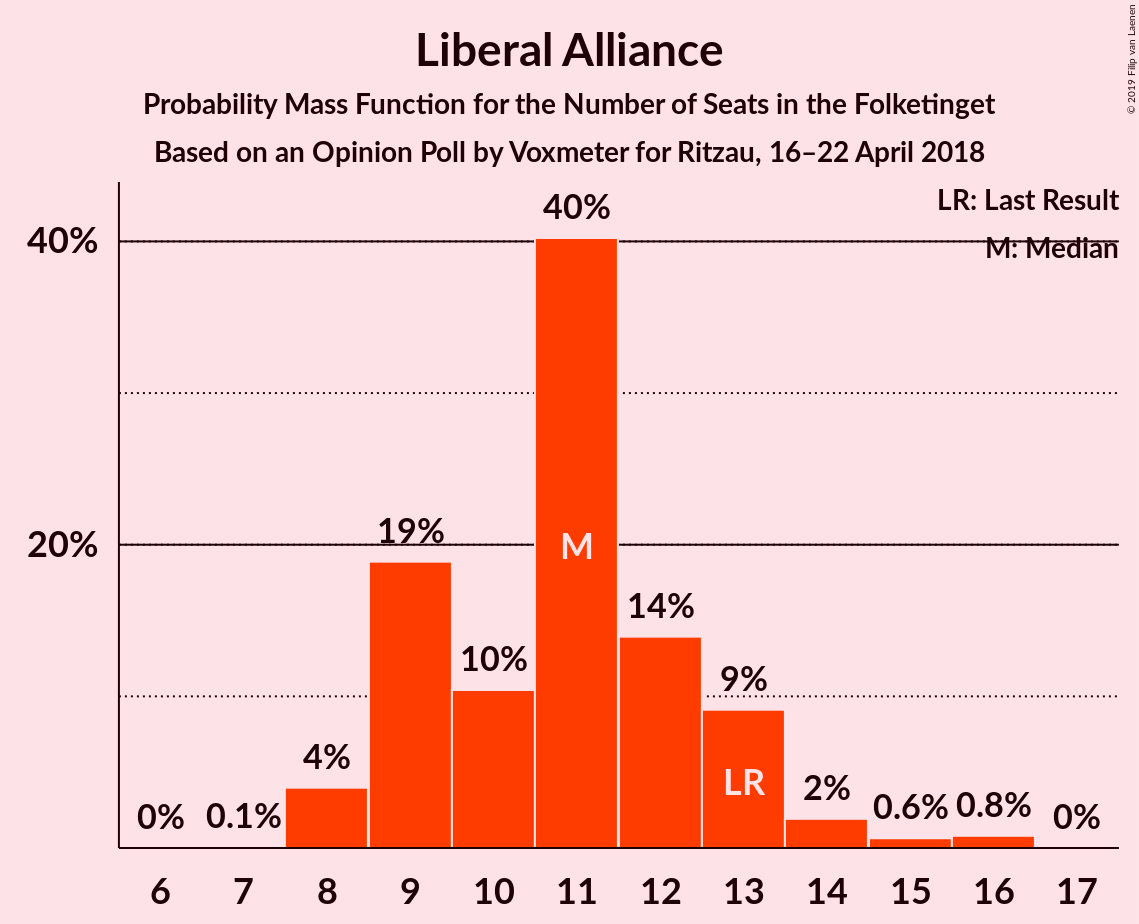 Liberal Alliance
Probability Mass Function for the Number of Seats in the Folketinget
Based on an Opinion Poll by Voxmeter for Ritzau, 16–22 April 2018
© 2019 Filip van Laenen
LR: Last Result
M: Median
40%
20%
0%
0.1%
4%
19%
10%
40%
M
14%
9%
LR
2%
0.6%
0.8%
0%
6 7 8 9 10 11 12 13 14 15 16 17